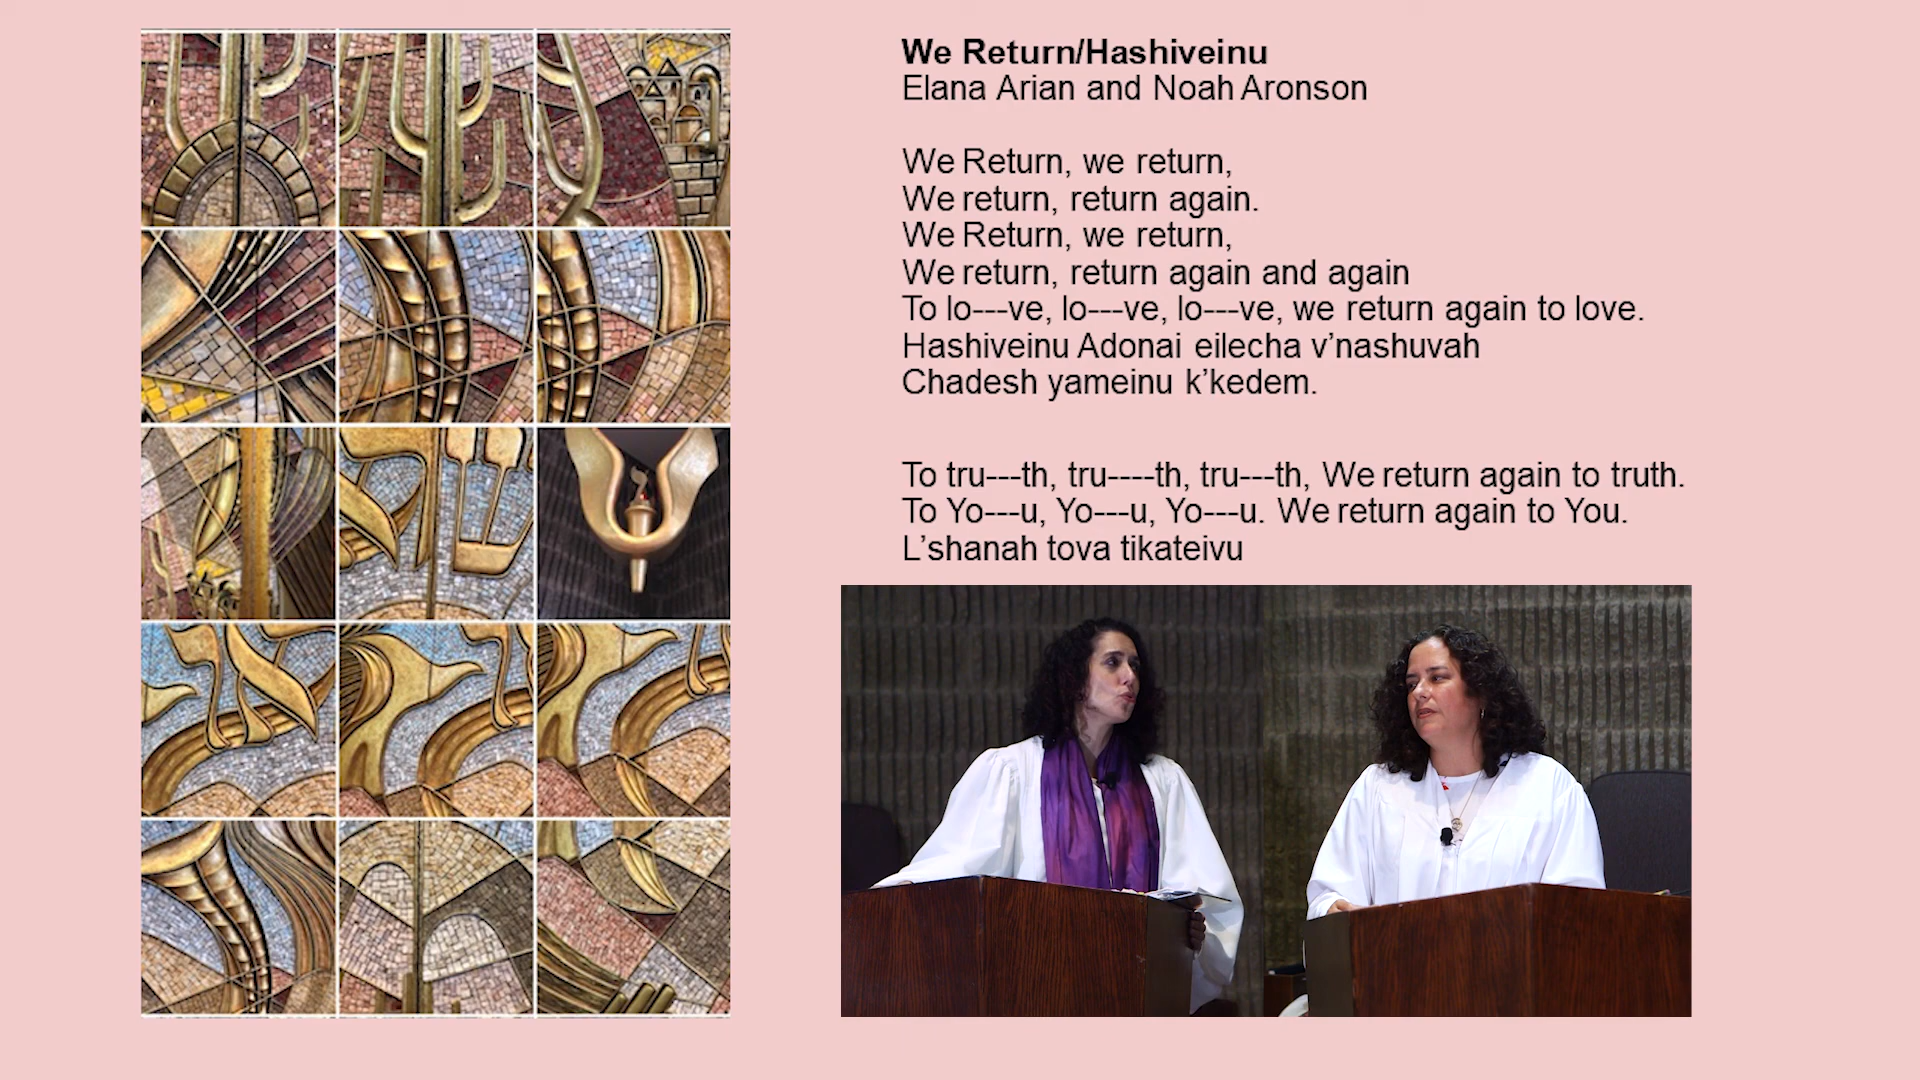 We Return/Hashiveinu
Elana Arian and Noah Aronson
We Return, we return,
We return, return again.
We Return, we return,
We return, return again and again
To lo---ve, lo---ve, lo---ve, we return again to love.
Hashiveinu Adonai eilecha v’nashuvah
Chadesh yameinu k’kedem.
To tru---th, tru----th, tru---th, We return again to truth.
To Yo---u, Yo---u, Yo---u. We return again to You.
L’shanah tova tikateivu